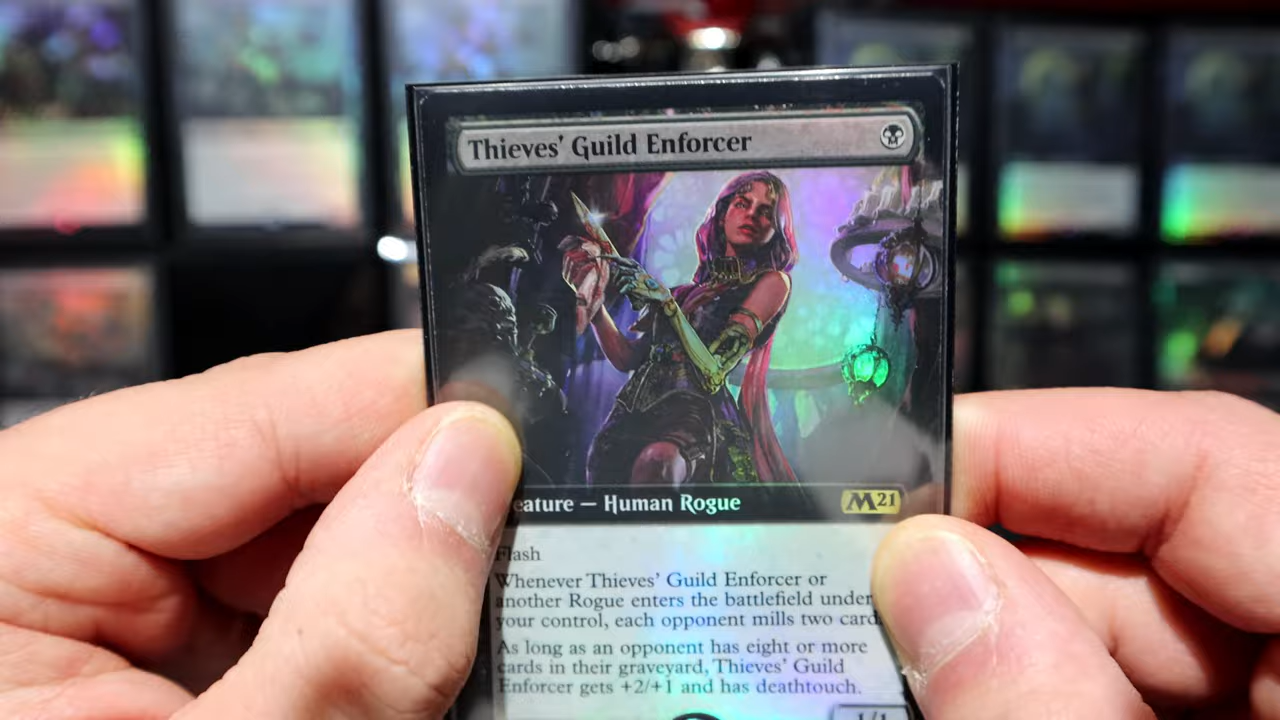 Thieves' Guild Enforcer
eature — Human Rogue
M21
Flash
Whenever Thieves' Guild Enforcer or
another Rogue enters the battlefield under
your control, each opponent mills two card
As long as an opponent has eight or more
cards in their graveyard, Thieves' Guild
Enforcer gets +2/+1 and has deathtouch.
1/1